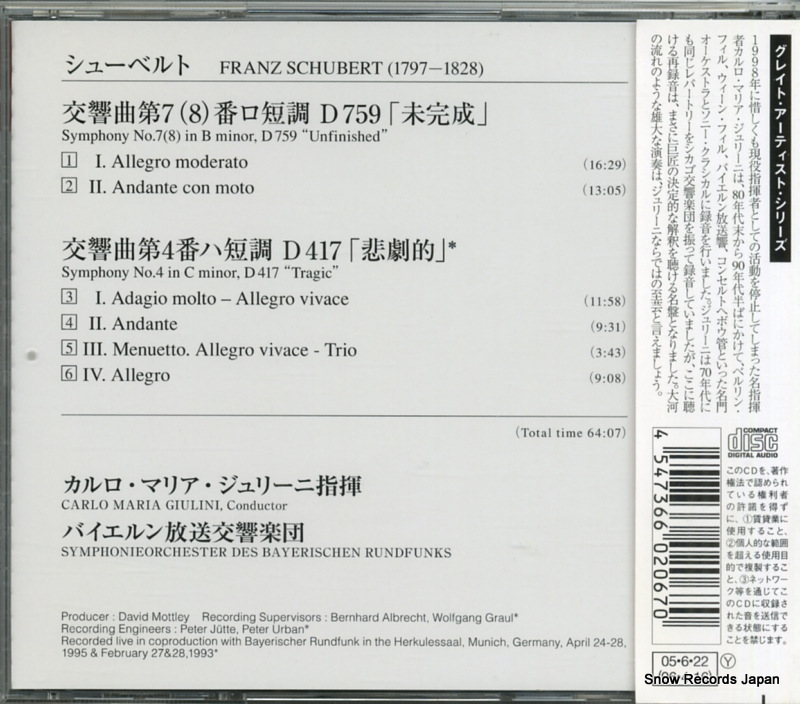 シューベルト FRANZ SCHUBERT (1797－1828)
交響曲第7(8)番ロ短調 D759「未完成」
Symphony No.7(8) in B minor, D759 “Unfinished”
1 I. Allegro moderato (16:29)
2 II. Andante con moto (13:05)
交響曲第4番ハ短調 D417「悲劇的」*
Symphony No.4 in C minor, D417 “Tragic”
3 I. Adagio molto – Allegro vivace (11:58)
4 II. Andante (9:31)
5 III. Menuetto. Allegro vivace - Trio (3:43)
6 IV. Allegro (9:08)
(Total time 64:07)
カルロ・マリア・ジュリーニ指揮
CARLO MARIA GIULINI, Conductor
バイエルン放送交響楽団
SYMPHONIEORCHESTER DES BAYERISCHEN RUNDFUNKS
Producer : David Mottley Recording Supervisors : Bernhard Albrecht, Wolfgang Graul*
Recording Engineers : Peter Jütte, Peter Urban*
Recorded live in coproduction with Bayerischer Rundfunk in the Herkulessaal, Munich, Germany, April 24-28,
1995 & February 27&28,1993*
グレイト・アーティスト・シリーズ
1998年に惜しくも現役指揮者としての活動を停止してしまった名指揮
者カルロ・マリア・ジュリーニは、80年代末から90年代半ばにかけて、ベルリン・
フィル、ウィーン・フィル、バイエルン放送響、コンセルトヘボウ管といった名門
オーケストラとソニー・クラシカルに録音を行いました。ジュリーニは70年代に
も同じレパートリーをシカゴ交響楽団を振って録音していましたが、ここに聴
ける再録音は、まさに巨匠の決定的な解釈を聴ける名盤となりました。大河
の流れのような雄大な演奏は、ジュリーニならではの至芸と言えましょう。
COMPACT
disc
DIGITAL AUDIO
4 547366 020670
このCDを、著作
権法で認められ
ている権利者
の許諾を得ず
に、①賃貸業に
使用すること、
②個人的な範囲
を超える使用目
的で複製するこ
と、③ネットワー
ク等を通じてこ
のCDに収録され
た音を送信で
きる状態にする
ことを禁じます。
05・6・22 Y
Snow Records Japan